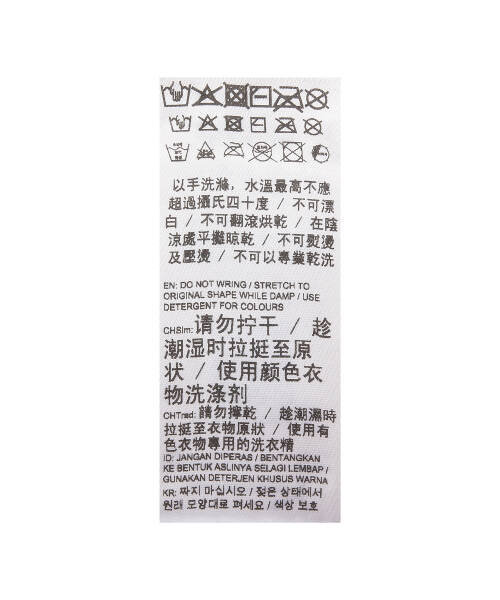 以手洗滌，水溫最高不應
超過攝氏四十度 / 不可漂
白 / 不可翻滾烘乾 / 在陰
涼處平攤晾乾 / 不可熨燙
及壓燙 / 不可以專業乾洗
EN: DO NOT WRING / STRETCH TO
ORIGINAL SHAPE WHILE DAMP / USE
DETERGENT FOR COLOURS
CHSim: 请勿拧干 / 趁
潮湿时拉挺至原
状 / 使用颜色衣
物洗涤剂
CHTrad: 請勿擰乾 / 趁潮濕時
拉挺至衣物原狀 / 使用有
色衣物專用的洗衣精
ID: JANGAN DIPERAS / BENTANGKAN
KE BENTUK ASLINYA SELAGI LEMBAP /
GUNAKAN DETERJEN KHUSUS WARNA
KR: 짜지 마십시오 / 젖은 상태에서
원래 모양대로 펴세요 / 색상 보호